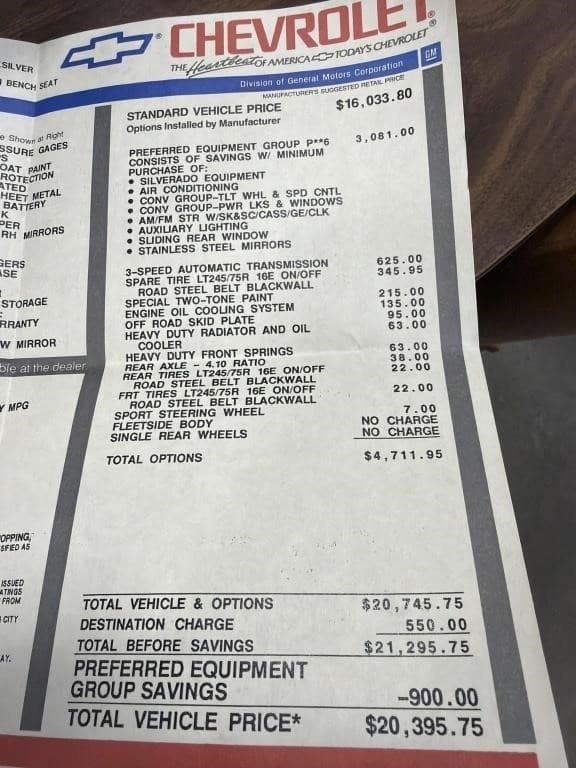 CHEVROLET
THE Heartbeat OF AMERICA TODAY'S CHEVROLET
Division of General Motors Corporation
GM
MANUFACTURER'S SUGGESTED RETAIL PRICE
STANDARD VEHICLE PRICE $16,033.80
Options Installed by Manufacturer
PREFERRED EQUIPMENT GROUP P**6 3,081.00
CONSISTS OF SAVINGS W/ MINIMUM
PURCHASE OF:
• SILVERADO EQUIPMENT
• AIR CONDITIONING
• CONV GROUP-TLT WHL & SPD CNTL
• CONV GROUP-PWR LKS & WINDOWS
• AM/FM STR W/SK&SC/CASS/GE/CLK
• AUXILIARY LIGHTING
• SLIDING REAR WINDOW
• STAINLESS STEEL MIRRORS
3-SPEED AUTOMATIC TRANSMISSION 625.00
SPARE TIRE LT245/75R 16E ON/OFF 345.95
ROAD STEEL BELT BLACKWALL
SPECIAL TWO-TONE PAINT 215.00
ENGINE OIL COOLING SYSTEM 135.00
OFF ROAD SKID PLATE 95.00
HEAVY DUTY RADIATOR AND OIL 63.00
COOLER
HEAVY DUTY FRONT SPRINGS 63.00
REAR AXLE - 4.10 RATIO 38.00
REAR TIRES LT245/75R 16E ON/OFF 22.00
ROAD STEEL BELT BLACKWALL
FRT TIRES LT245/75R 16E ON/OFF 22.00
ROAD STEEL BELT BLACKWALL
SPORT STEERING WHEEL 7.00
FLEETSIDE BODY NO CHARGE
SINGLE REAR WHEELS NO CHARGE
TOTAL OPTIONS $4,711.95
TOTAL VEHICLE & OPTIONS $20,745.75
DESTINATION CHARGE 550.00
TOTAL BEFORE SAVINGS $21,295.75
PREFERRED EQUIPMENT
GROUP SAVINGS -900.00
TOTAL VEHICLE PRICE* $20,395.75
SILVER
BENCH SEAT
Shown at Right
SSURE GAGES
S
OAT PAINT
ROTECTION
ATED
HEET METAL
BATTERY
K
PER
RH MIRRORS
GERS
ASE
STORAGE
RRANTY
W MIRROR
ble at the dealer
Y MPG
OPPING,
SIFIED AS
ISSUED
ATINGS
FROM
CITY
AY.